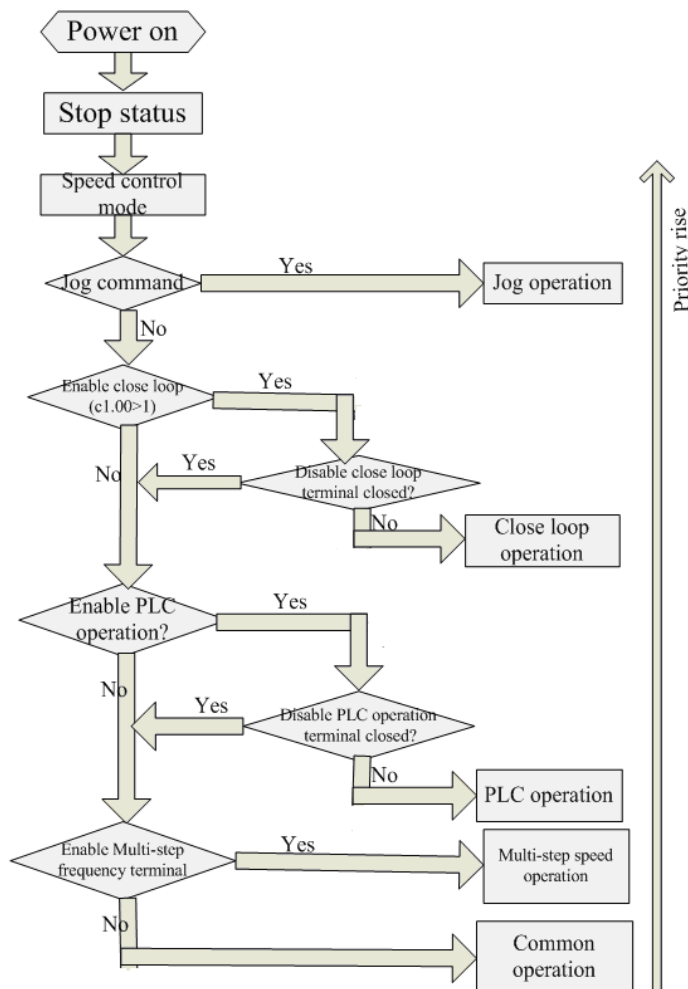 Power on
Stop status
Speed control
mode
Priority rise
Jog command
Yes
Jog operation
No
Enable close loop
(c1.00>1)
Yes
Disable close loop
terminal closed?
Yes
No
No
Close loop
operation
Enable PLC
operation?
Yes
No
Disable PLC operation
terminal closed?
Yes
No
PLC operation
Enable Multi-step
frequency terminal
Yes
Multi-step speed
operation
No
Common
operation